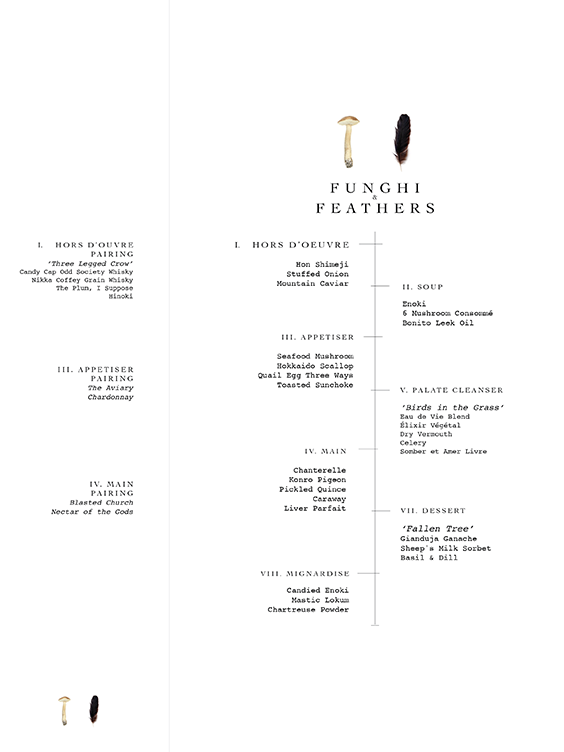 FUNGHI
&
FEATHERS
I. HORS D'OUVRE
PAIRING
'Three Legged Crow'
Candy Cap Odd Society Whisky
Nikka Coffey Grain Whisky
The Plum, I Suppose
Hinoki
III. APPETISER
PAIRING
The Aviary
Chardonnay
IV. MAIN
PAIRING
Blasted Church
Nectar of the Gods
I. HORS D'OEUVRE
Hon Shimeji
Stuffed Onion
Mountain Caviar
II. SOUP
Enoki
6 Mushroom Consommé
Bonito Leek Oil
III. APPETISER
Seafood Mushroom
Hokkaido Scallop
Quail Egg Three Ways
Toasted Sunchoke
V. PALATE CLEANSER
'Birds in the Grass'
Eau de Vie Blend
Élixir Végétal
Dry Vermouth
Celery
Somber et Amer Livre
IV. MAIN
Chanterelle
Konro Pigeon
Pickled Quince
Caraway
Liver Parfait
VII. DESSERT
'Fallen Tree'
Gianduja Ganache
Sheep's Milk Sorbet
Basil & Dill
VIII. MIGNARDISE
Candied Enoki
Mastic Lokum
Chartreuse Powder